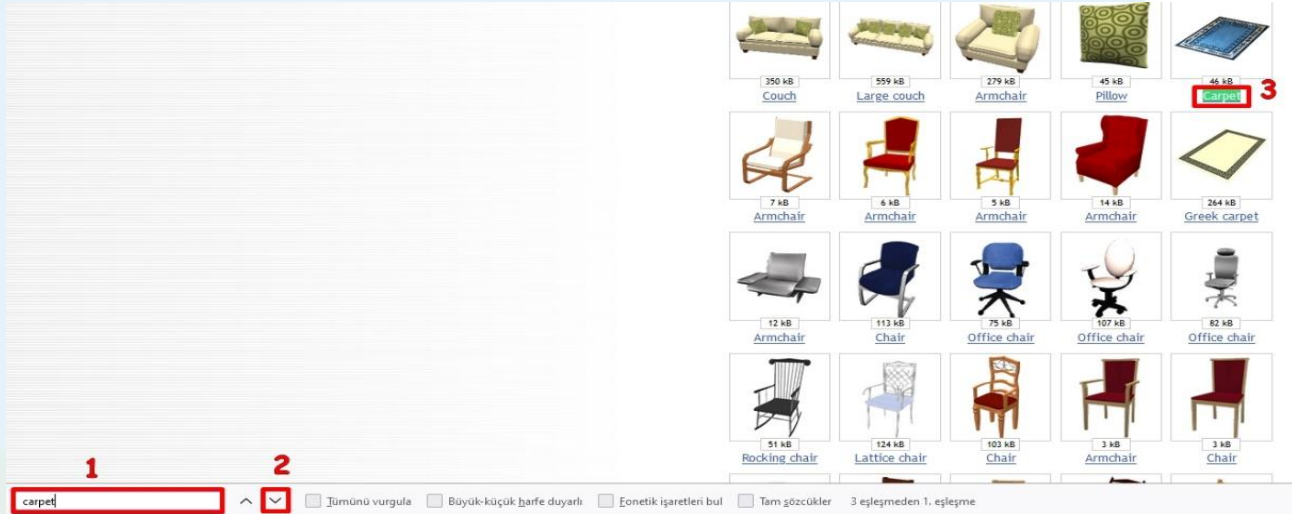 350 kB 559 kB 279 kB 45 kB 46 kB
Couch Large couch Armchair Pillow Carpet 3
7 kB 6 kB 5 kB 14 kB 264 kB
Armchair Armchair Armchair Armchair Greek carpet
12 kB 113 kB 75 kB 107 kB 82 kB
Armchair Chair Office chair Office chair Office chair
51 kB 124 kB 103 kB 3 kB 3 kB
Rocking chair Lattice chair Chair Armchair Chair
1 2
carpet Tümünü vurgula Büyük-küçük harfe duyarlı Fonetik işaretleri bul Tam sözcükler 3 eşleşmeden 1. eşleşme